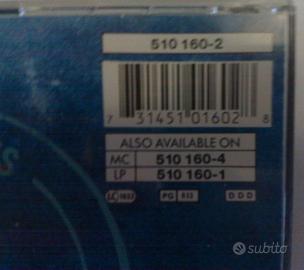 510 160-2
7 31451 01602 8
ALSO AVAILABLE ON
MC 510 160-4
LP 510 160-1
PG 
D D D
subito